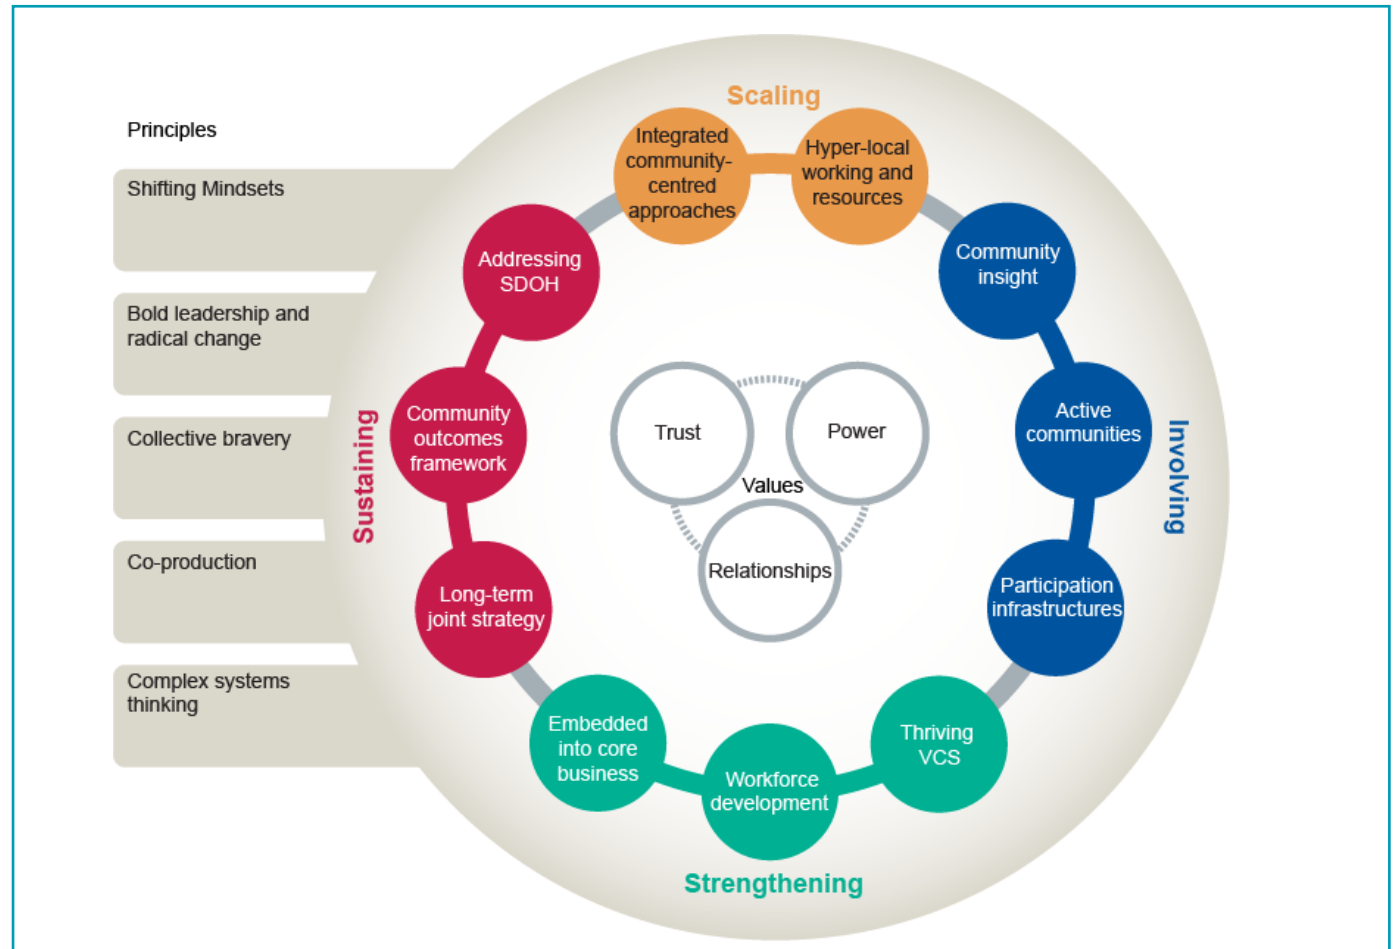 Principles
Shifting Mindsets
Bold leadership and
radical change
Collective bravery
Co-production
Complex systems
thinking
Scaling
Integrated
community-
centred
approaches
Hyper-local
working and
resources
Involving
Community
insight
Active
communities
Participation
infrastructures
Strengthening
Thriving
VCS
Workforce
development
Embedded
into core
business
Sustaining
Long-term
joint strategy
Community
outcomes
framework
Addressing
SDOH
Trust
Power
Values
Relationships